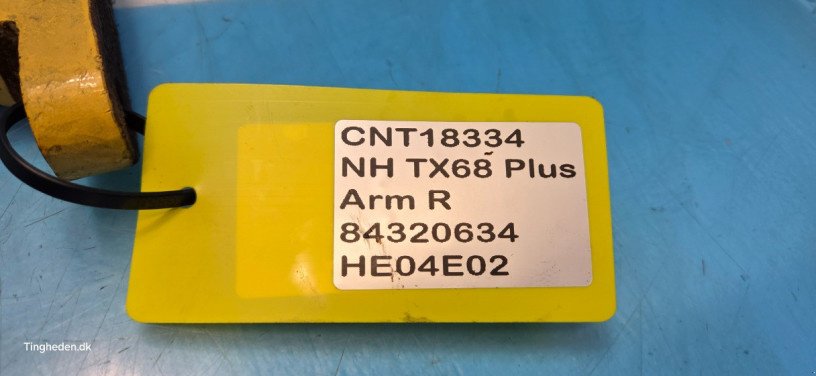 CNT18334
NH TX68 Plus
Arm R
84320634
HE04E02
Tingheden.dk